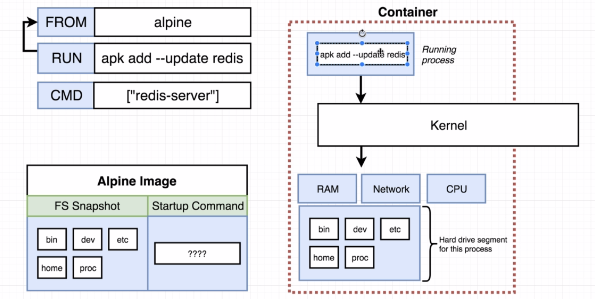 FROM alpine
RUN apk add --update redis
CMD ["redis-server"]
Alpine Image
FS Snapshot Startup Command
bin dev etc
home proc
????
Container
apk add --update redis
Running
process
Kernel
RAM Network CPU
bin dev etc
home proc
Hard drive segment
for this process